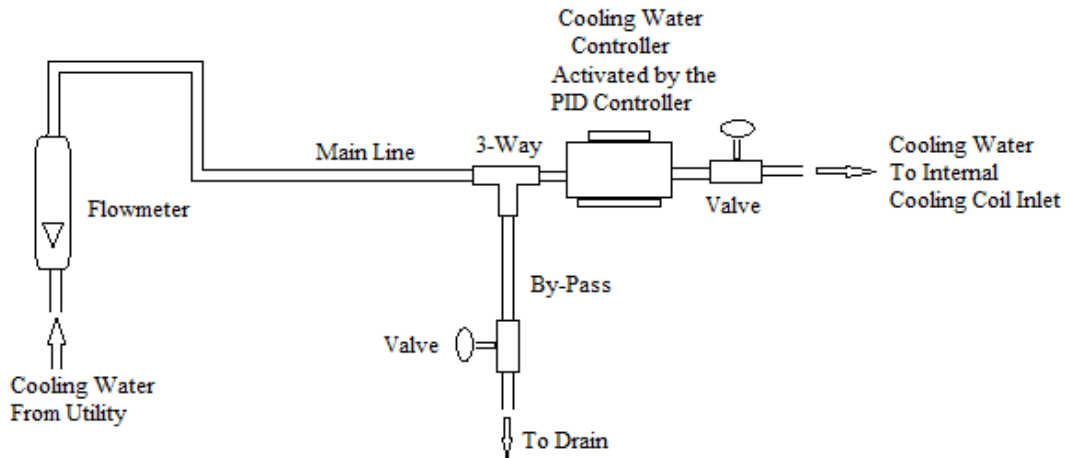 Cooling Water
Controller
Activated by the
PID Controller
3-Way
Main Line
Cooling Water
To Internal
Cooling Coil Inlet
Flowmeter
Valve
By-Pass
Valve
Cooling Water
From Utility
To Drain